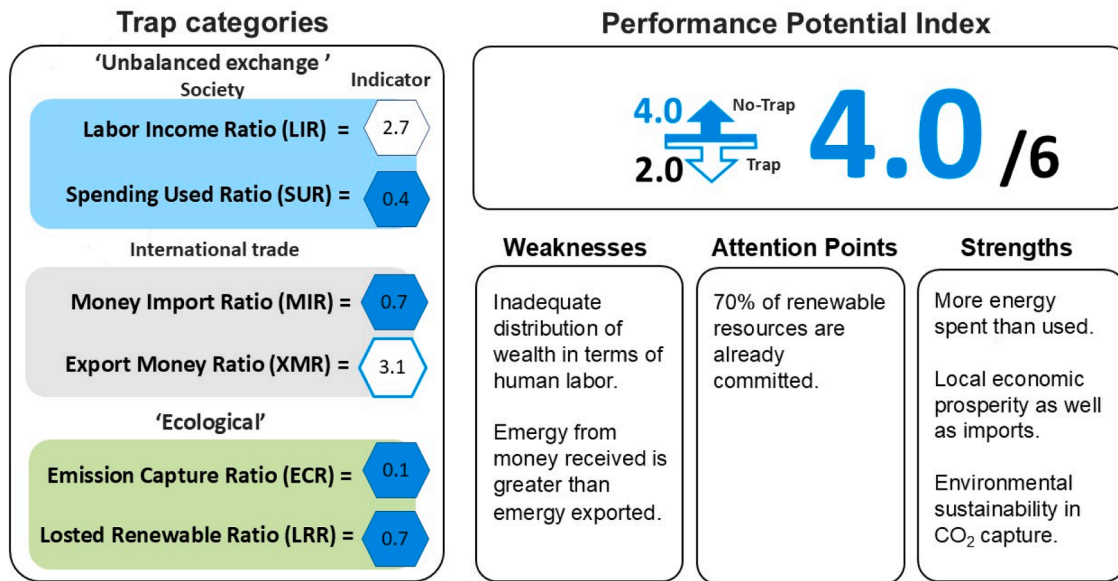 Trap categories
‘Unbalanced exchange ’
Society
Indicator
Labor Income Ratio (LIR) =
2.7
Spending Used Ratio (SUR) =
0.4
International trade
Money Import Ratio (MIR) =
0.7
Export Money Ratio (XMR) =
3.1
‘Ecological’
Emission Capture Ratio (ECR) =
0.1
Losted Renewable Ratio (LRR) =
0.7
Performance Potential Index
4.0
No-Trap
2.0
Trap
4.0 /6
Weaknesses
Inadequate
distribution of
wealth in terms of
human labor.
Emergy from
money received is
greater than
emergy exported.
Attention Points
70% of renewable
resources are
already
committed.
Strengths
More energy
spent than used.
Local economic
prosperity as well
as imports.
Environmental
sustainability in
CO₂ capture.